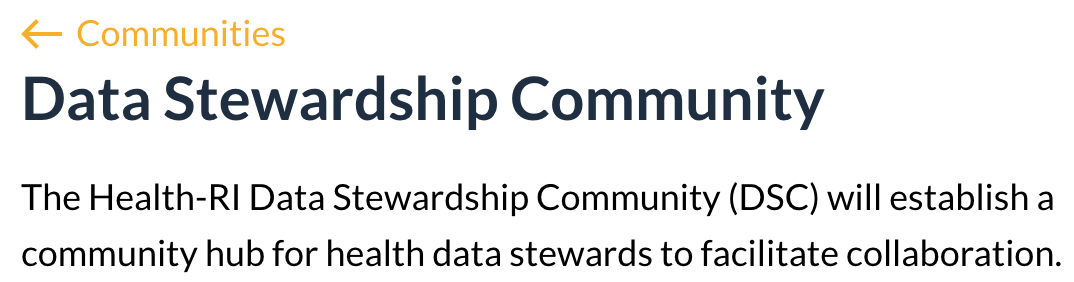 ← Communities
Data Stewardship Community
The Health-RI Data Stewardship Community (DSC) will establish a
community hub for health data stewards to facilitate collaboration.